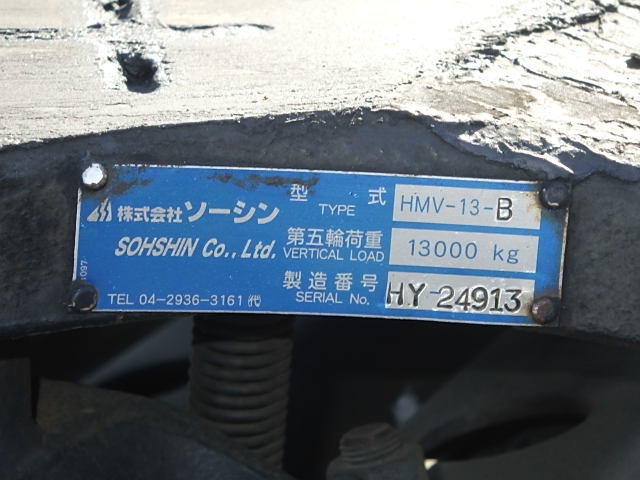 型式 HMV-13-B
TYPE
株式会社ソーシン
SOHSHIN Co., Ltd.
第五輪荷重 13000 kg
VERTICAL LOAD
製造番号 HY-24913
SERIAL No.
TEL 04-2936-3161 代
1097